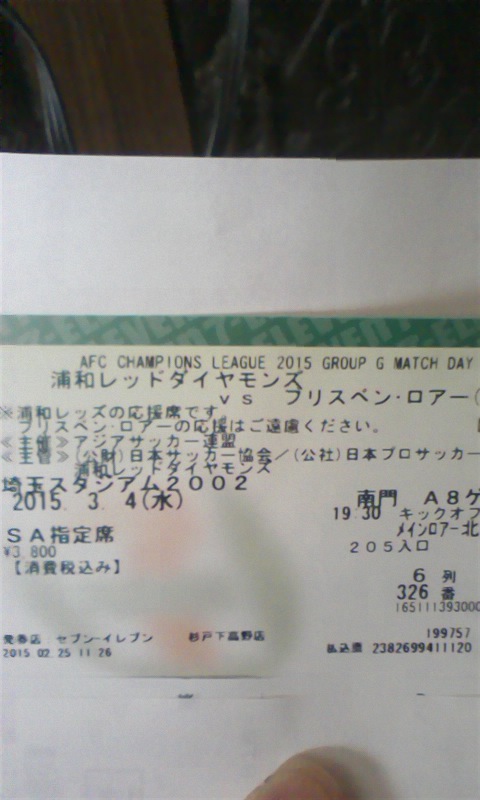 7-ELEVEN
AFC CHAMPIONS LEAGUE 2015 GROUP G MATCH DAY
浦和レッドダイヤモンズ
vs ブリスベン・ロアー(
※浦和レッズの応援席です。
ブリスベン・ロアーの応援はご遠慮ください。
≪主催≫アジアサッカー連盟
≪主管≫(公財)日本サッカー協会/(公社)日本プロサッカー
浦和レッドダイヤモンズ
埼玉スタジアム2002
2015. 3. 4(水)
南門 A8ゲ
19:30 キックオフ
SA指定席
メインロアー北
¥3,800
205入口
【消費税込み】
6 列
326 番
165111393000
発券店 セブン-イレブン 杉戸下高野店
199757
2015.02.25 11:26
払込票 2382699411120